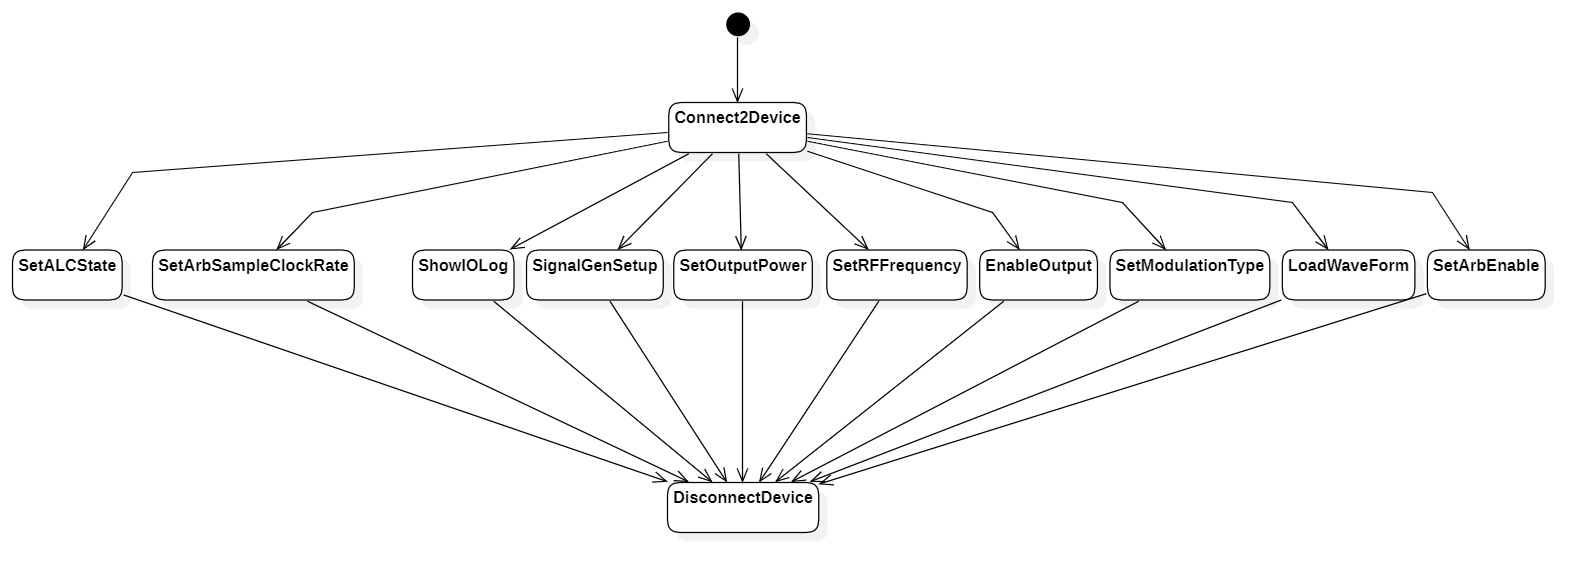 Connect2Device
SetALCState
SetArbSampleClockRate
ShowIOLog
SignalGenSetup
SetOutputPower
SetRFFrequency
EnableOutput
SetModulationType
LoadWaveForm
SetArbEnable
DisconnectDevice